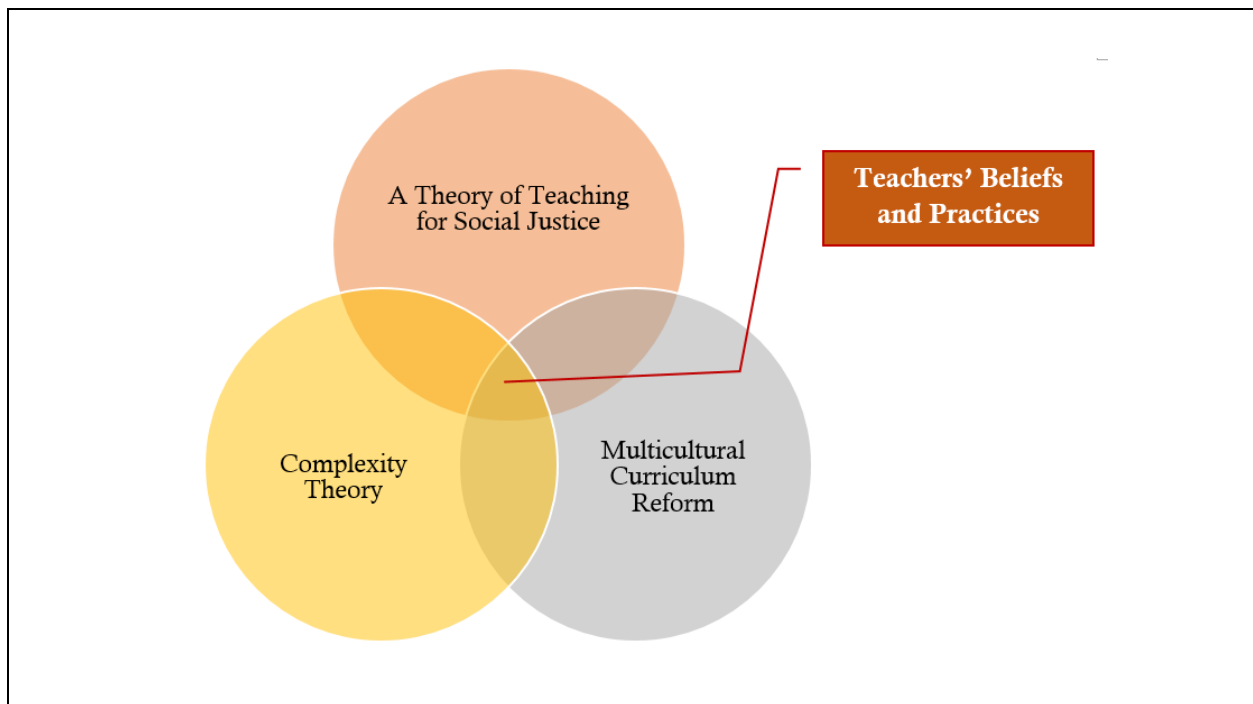 A Theory of Teaching
for Social Justice
Teachers’ Beliefs
and Practices
Complexity
Theory
Multicultural
Curriculum
Reform